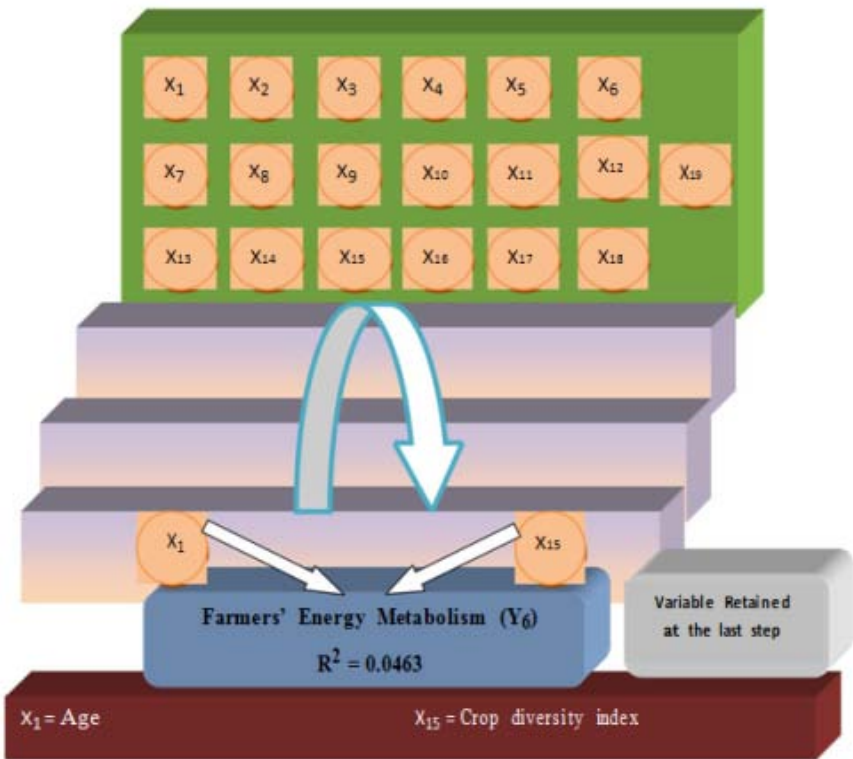 X₁ X₂ X₃ X₄ X₅ X₆
X₇ X₈ X₉ X₁₀ X₁₁ X₁₂ X₁₉
X₁₃ X₁₄ X₁₅ X₁₆ X₁₇ X₁₈
X₁ X₁₅
Farmers' Energy Metabolism (Y₆)
R² = 0.0463
Variable Retained
at the last step
X₁ = Age X₁₅ = Crop diversity index